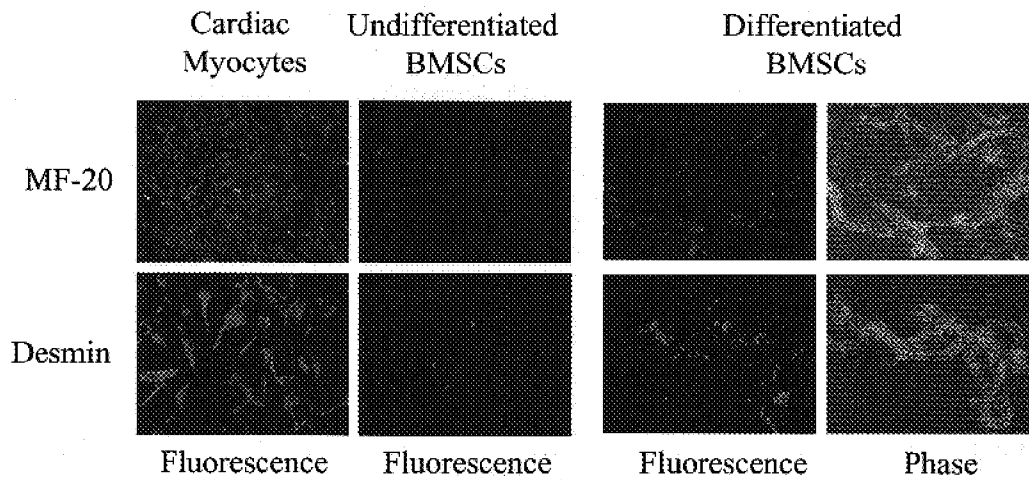 Cardiac
Myocytes
Undifferentiated
BMSCs
Differentiated
BMSCs
MF-20
Desmin
Fluorescence
Fluorescence
Fluorescence
Phase